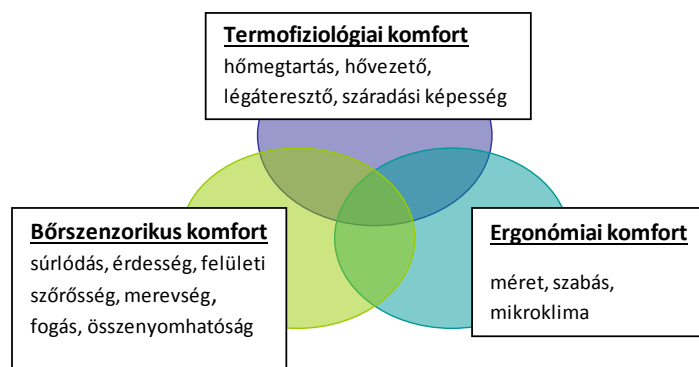 Termofiziológiai komfort
hőmegtartás, hővezető,
légáteresztő, száradási képesség
Bőrszenzorikus komfort
súrlódás, érdesség, felületi
szőrősség, merevség,
fogás, összenyomhatóság
Ergonómiai komfort
méret, szabás,
mikroklima